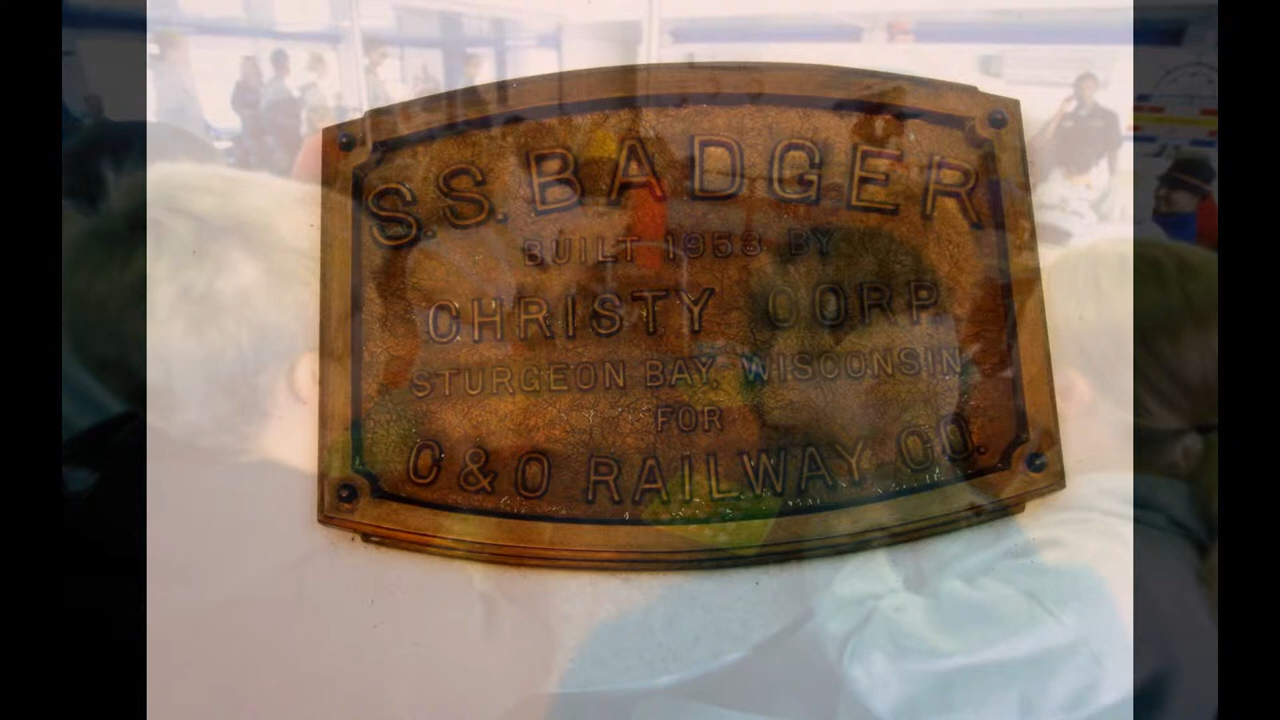 S.S. BADGER
BUILT 1953 BY
CHRISTY CORP.
STURGEON BAY, WISCONSIN
FOR
C & O RAILWAY CO.